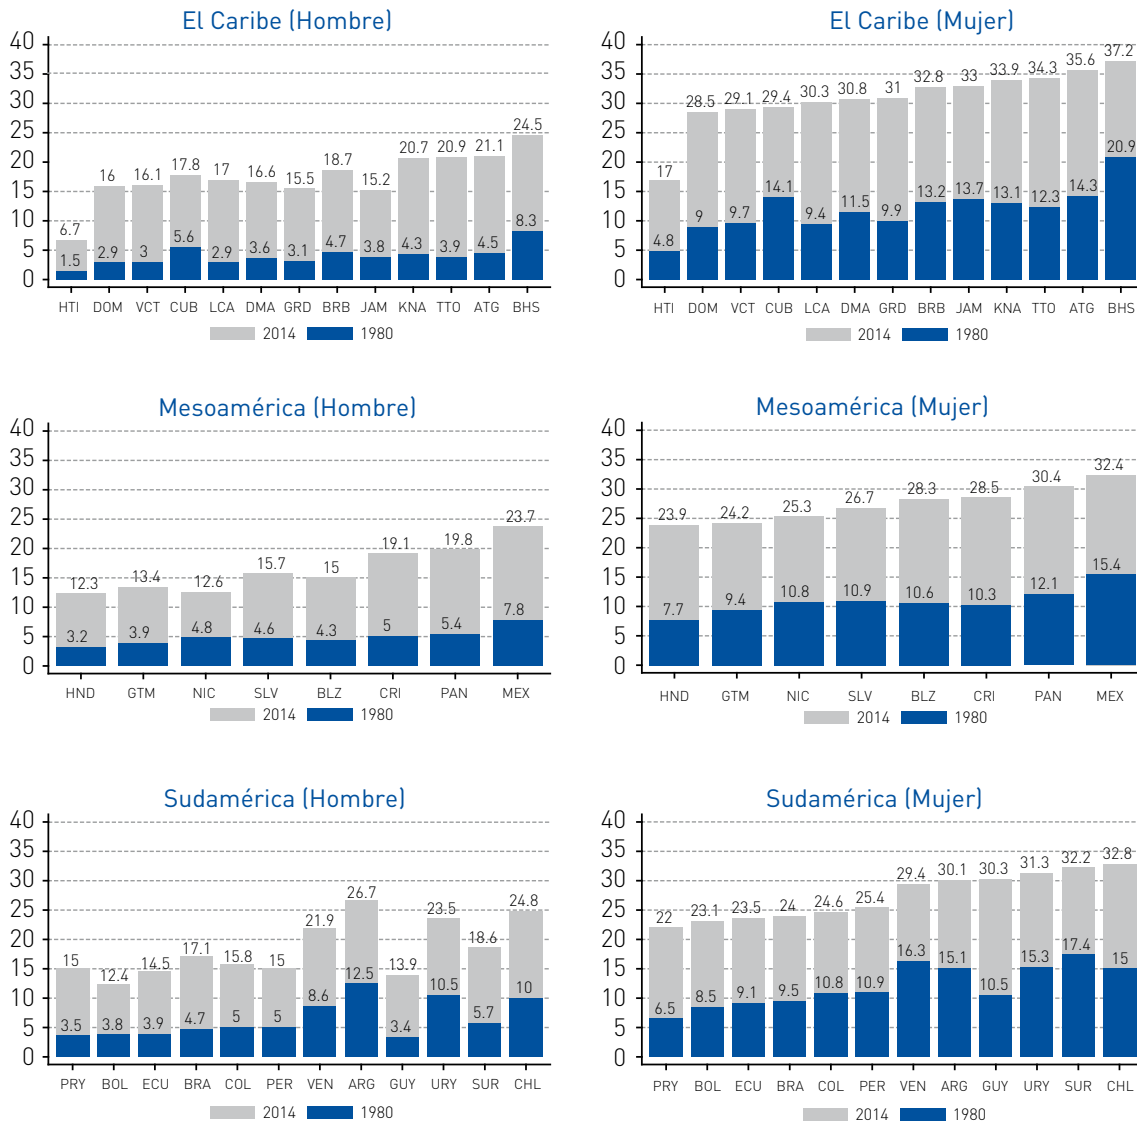 El Caribe (Hombre)
40
35
30
25
20
15
10
5
0
6.7 16 16.1 17.8 17 16.6 15.5 18.7 15.2 20.7 20.9 21.1 24.5
1.5 2.9 3 5.6 2.9 3.6 3.1 4.7 3.8 4.3 3.9 4.5 8.3
HTI DOM VCT CUB LCA DMA GRD BRB JAM KNA TTO ATG BHS
2014 1980
El Caribe (Mujer)
40
35
30
25
20
15
10
5
0
17 28.5 29.1 29.4 30.3 30.8 31 32.8 33 33.9 34.3 35.6 37.2
4.8 9 9.7 14.1 9.4 11.5 9.9 13.2 13.7 13.1 12.3 14.3 20.9
HTI DOM VCT CUB LCA DMA GRD BRB JAM KNA TTO ATG BHS
2014 1980
Mesoamérica (Hombre)
40
35
30
25
20
15
10
5
0
12.3 13.4 12.6 15.7 15 19.1 19.8 23.7
3.2 3.9 4.8 4.6 4.3 5 5.4 7.8
HND GTM NIC SLV BLZ CRI PAN MEX
2014 1980
Mesoamérica (Mujer)
40
35
30
25
20
15
10
5
0
23.9 24.2 25.3 26.7 28.3 28.5 30.4 32.4
7.7 9.4 10.8 10.9 10.6 10.3 12.1 15.4
HND GTM NIC SLV BLZ CRI PAN MEX
2014 1980
Sudamérica (Hombre)
40
35
30
25
20
15
10
5
0
15 12.4 14.5 17.1 15.8 15 21.9 26.7 13.9 23.5 18.6 24.8
3.5 3.8 3.9 4.7 5 5 8.6 12.5 3.4 10.5 5.7 10
PRY BOL ECU BRA COL PER VEN ARG GUY URY SUR CHL
2014 1980
Sudamérica (Mujer)
40
35
30
25
20
15
10
5
0
22 23.1 23.5 24 24.6 25.4 29.4 30.1 30.3 31.3 32.2 32.8
6.5 8.5 9.1 9.5 10.8 10.9 16.3 15.1 10.5 15.3 17.4 15
PRY BOL ECU BRA COL PER VEN ARG GUY URY SUR CHL
2014 1980